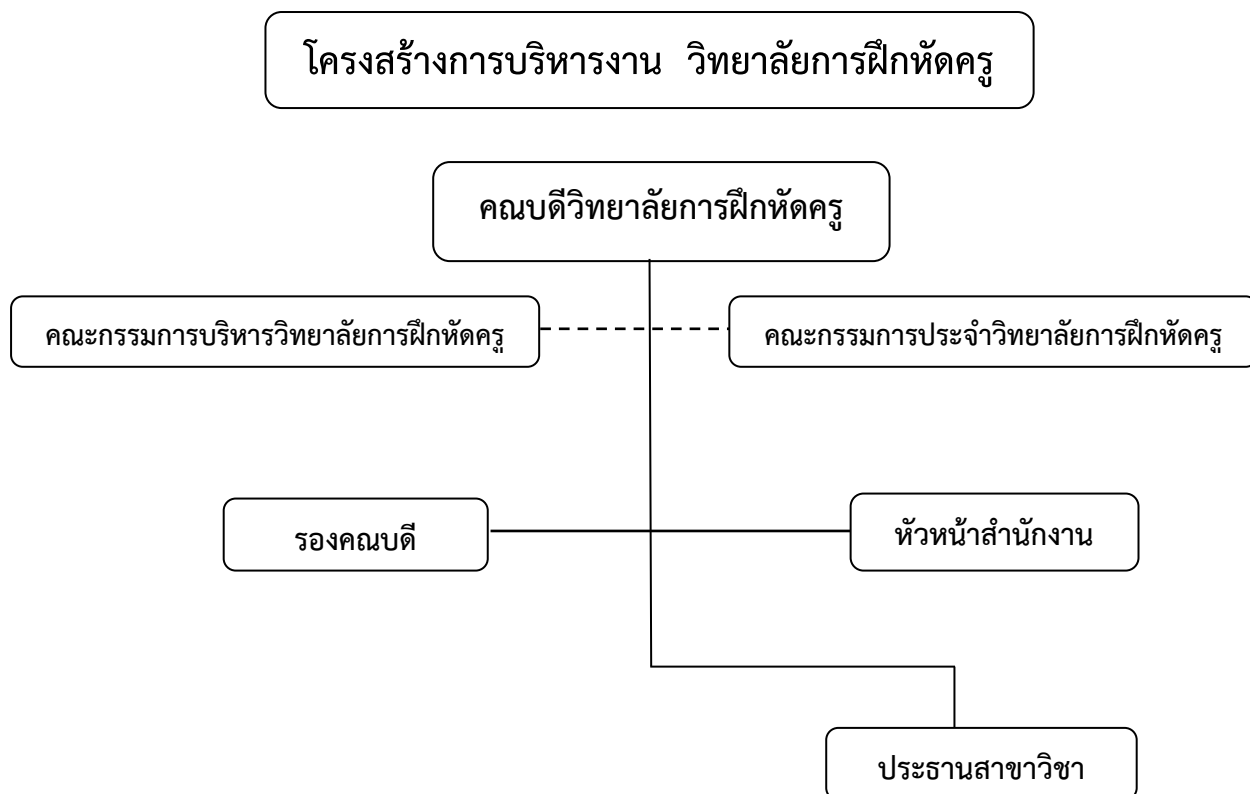 โครงสร้างการบริหารงาน วิทยาลัยการฝึกหัดครู
คณบดีวิทยาลัยการฝึกหัดครู
คณะกรรมการบริหารวิทยาลัยการฝึกหัดครู
คณะกรรมการประจำวิทยาลัยการฝึกหัดครู
รองคณบดี
หัวหน้าสำนักงาน
ประธานสาขาวิชา